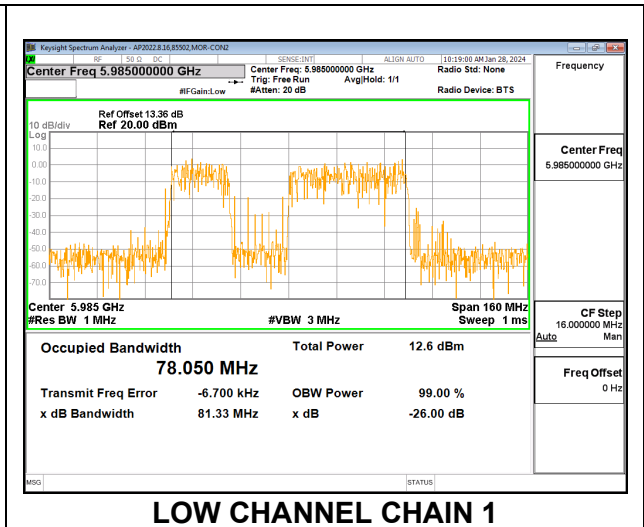 Keysight Spectrum Analyzer - AP2022.8.16,85502,MOR-CON2
RF 50 Ω DC SENSE:INT ALIGN AUTO 10:19:00 AM Jan 28, 2024
Center Freq 5.985000000 GHz
Center Freq: 5.985000000 GHz
Radio Std: None
Trig: Free Run Avg|Hold: 1/1
#IFGain:Low #Atten: 20 dB Radio Device: BTS
Frequency
Ref Offset 13.36 dB
10 dB/div Ref 20.00 dBm
Log
10.0
0.00
-10.0
-20.0
-30.0
-40.0
-50.0
-60.0
-70.0
Center 5.985 GHz Span 160 MHz
#Res BW 1 MHz #VBW 3 MHz Sweep 1 ms
Occupied Bandwidth Total Power 12.6 dBm
78.050 MHz
Transmit Freq Error -6.700 kHz OBW Power 99.00 %
x dB Bandwidth 81.33 MHz x dB -26.00 dB
Center Freq
5.985000000 GHz
CF Step
16.000000 MHz
Auto Man
Freq Offset
0 Hz
MSG STATUS
LOW CHANNEL CHAIN 1